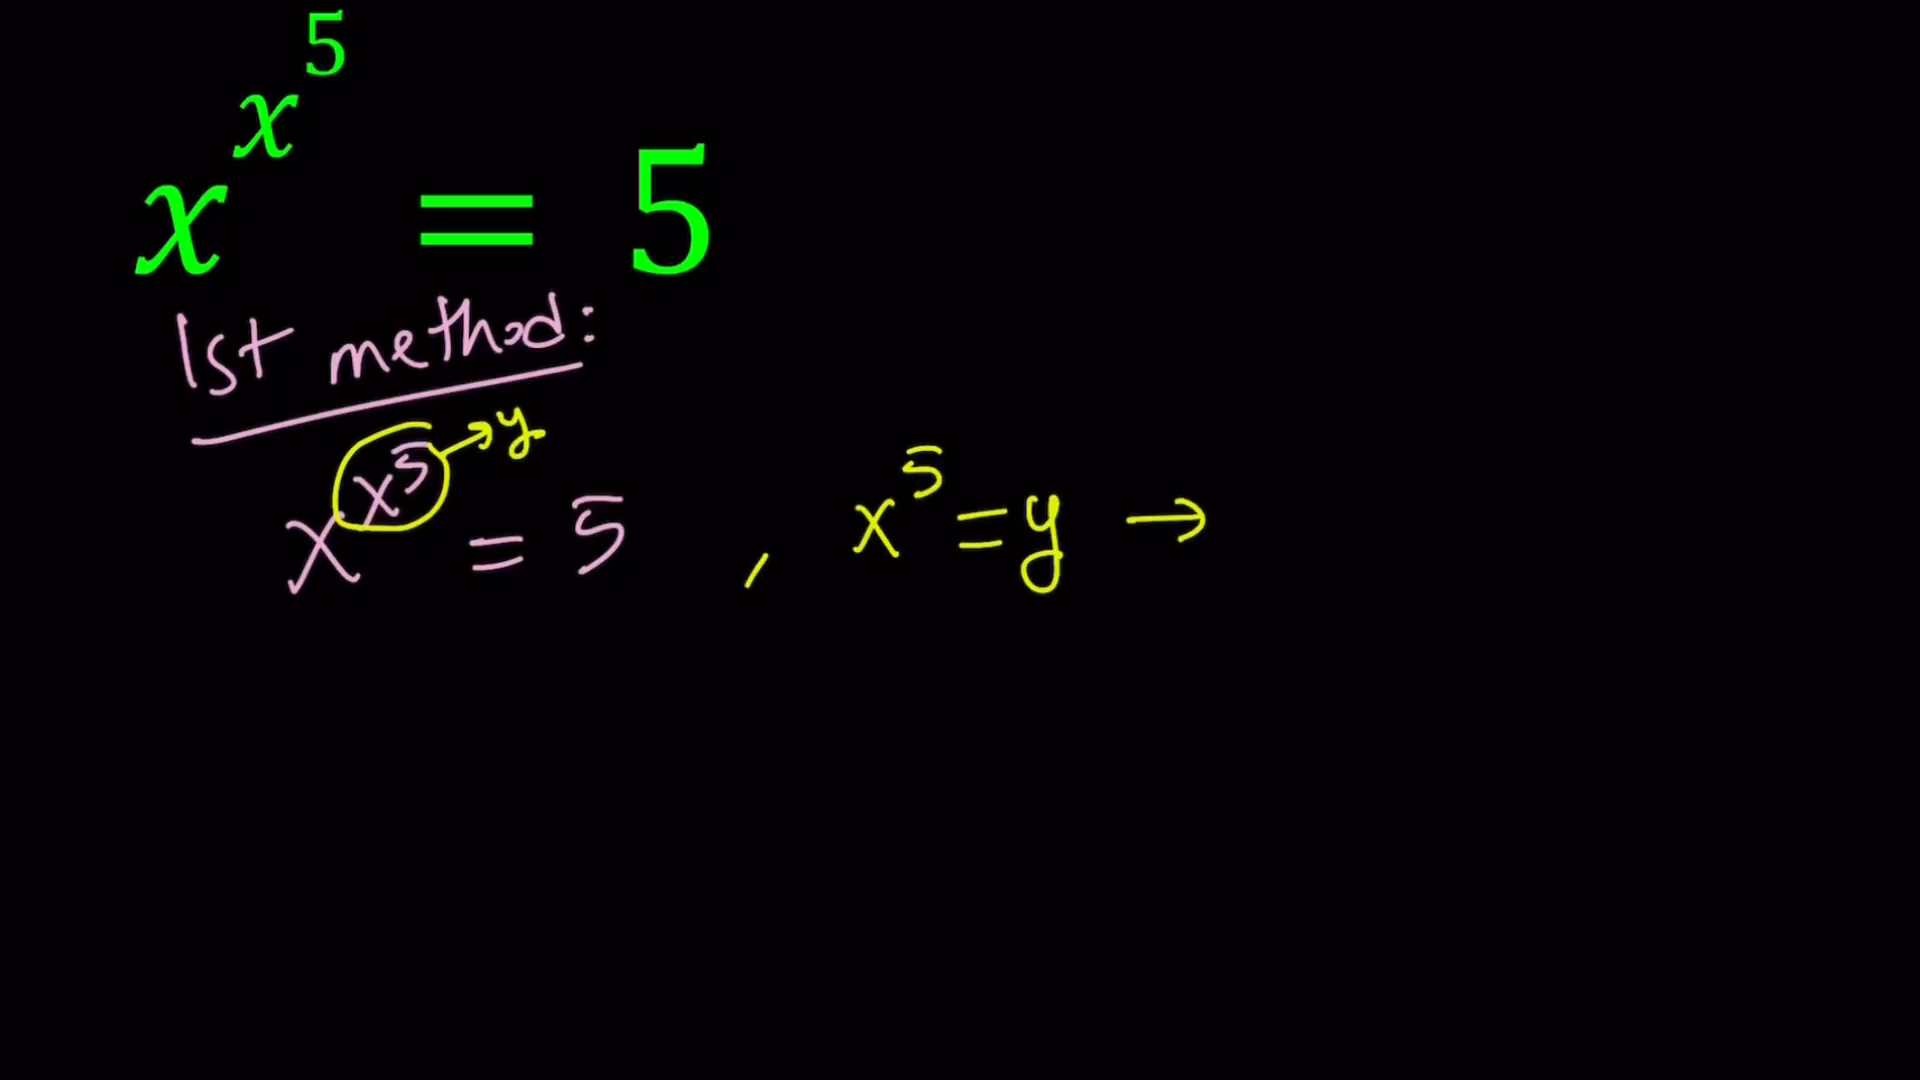 x^x^5 = 5
1st method:
x^x^5 → y = 5 , x^5 = y →